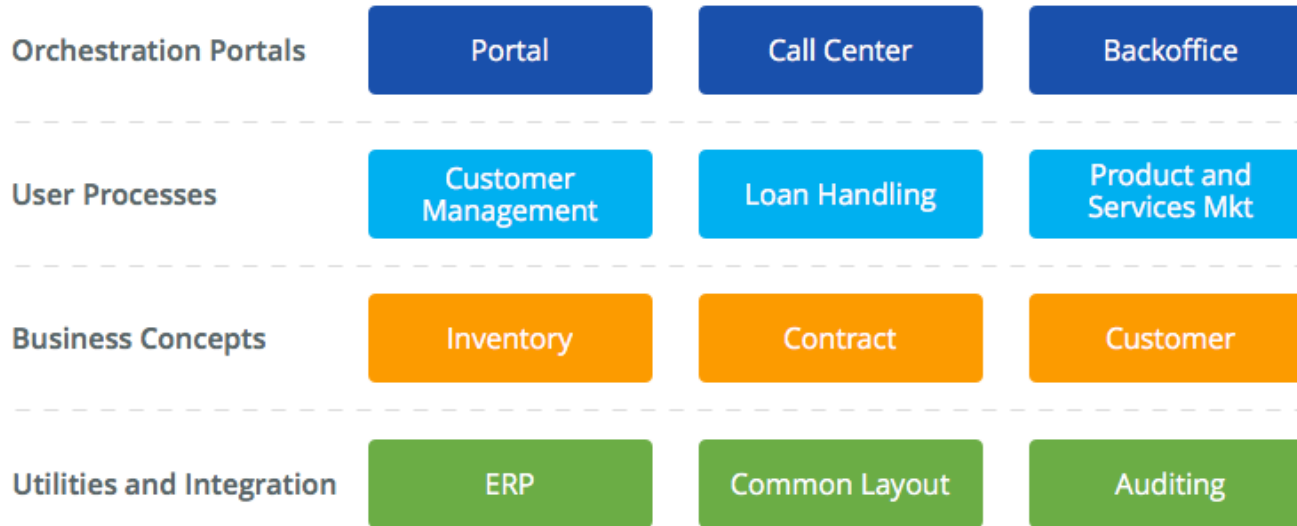 Orchestration Portals
Portal
Call Center
Backoffice
User Processes
Customer
Management
Loan Handling
Product and
Services Mkt
Business Concepts
Inventory
Contract
Customer
Utilities and Integration
ERP
Common Layout
Auditing